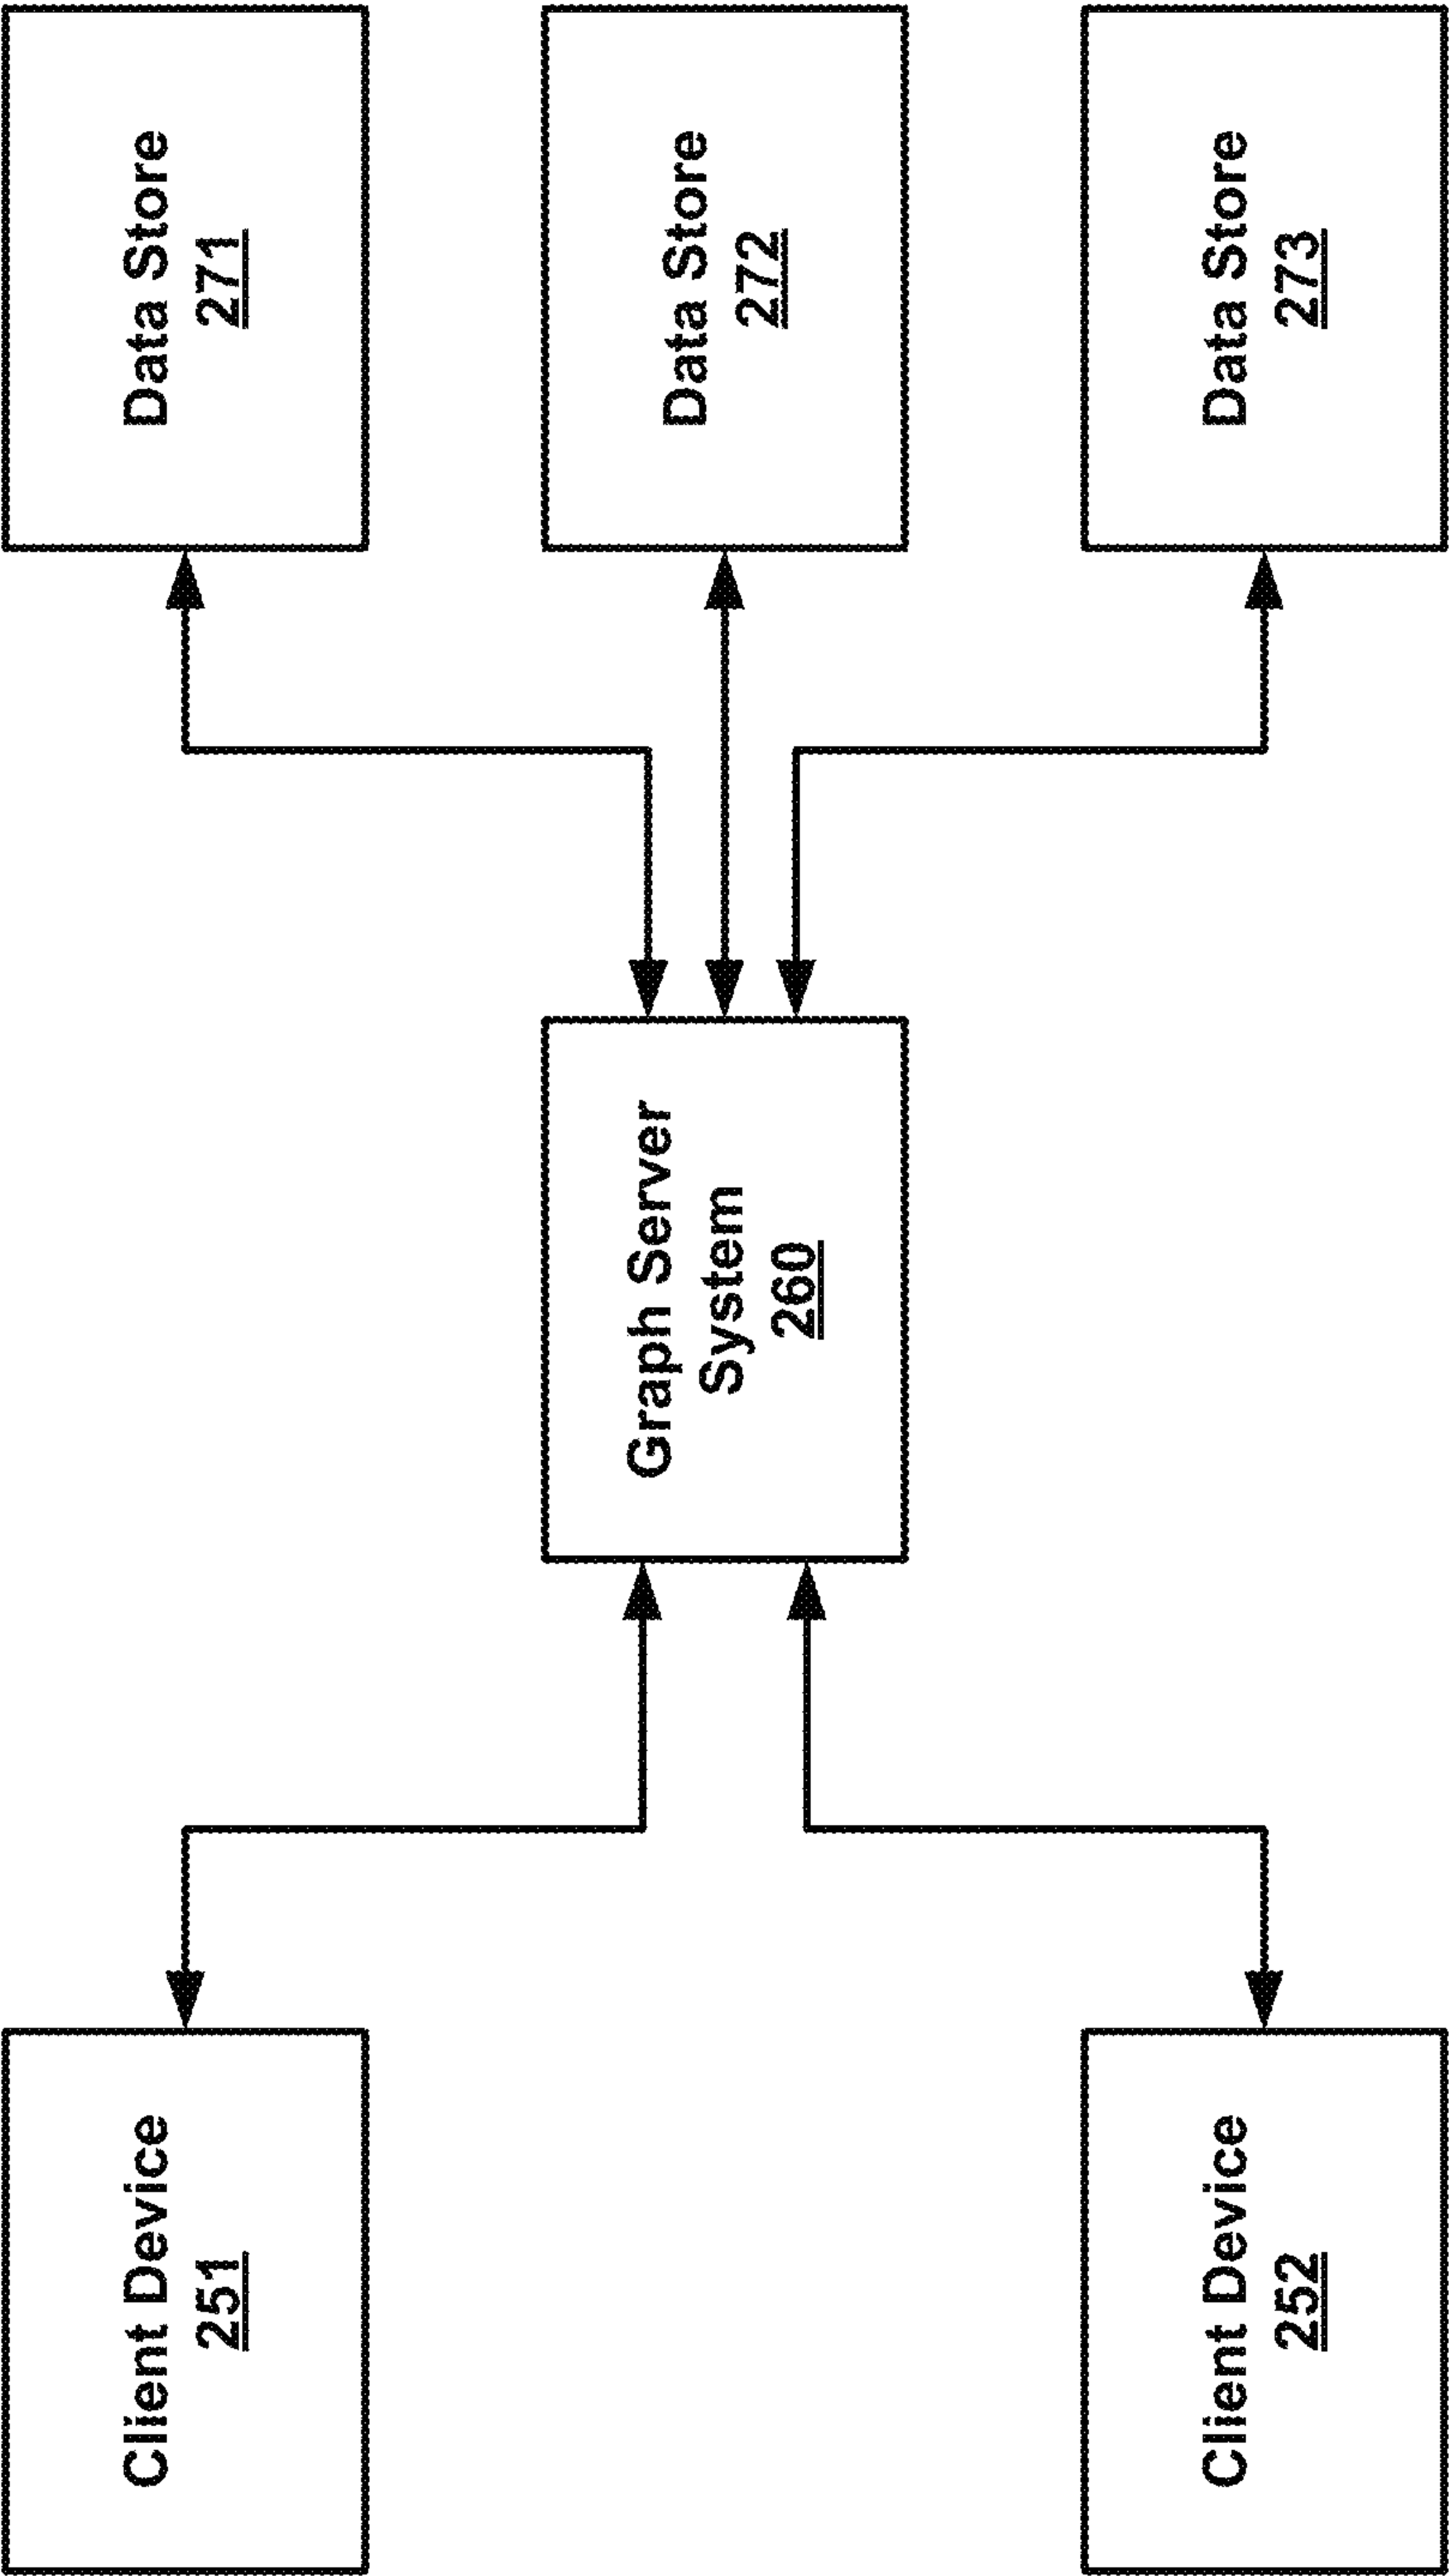 Client Device
251
Client Device
252
Graph Server
System
260
Data Store
271
Data Store
272
Data Store
273